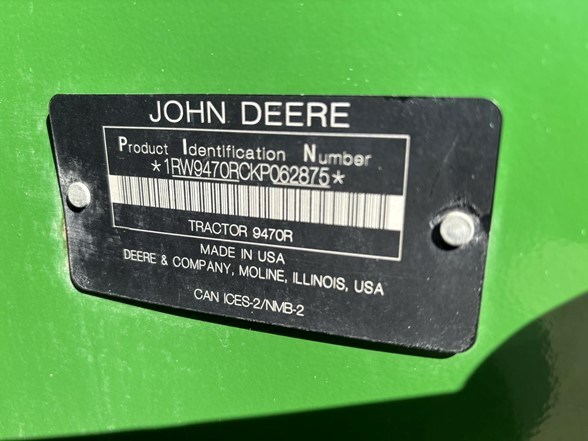 JOHN DEERE
Product Identification Number
*1RW9470RCKP062875*
TRACTOR 9470R
MADE IN USA
DEERE & COMPANY, MOLINE, ILLINOIS, USA
CAN ICES-2/NMB-2